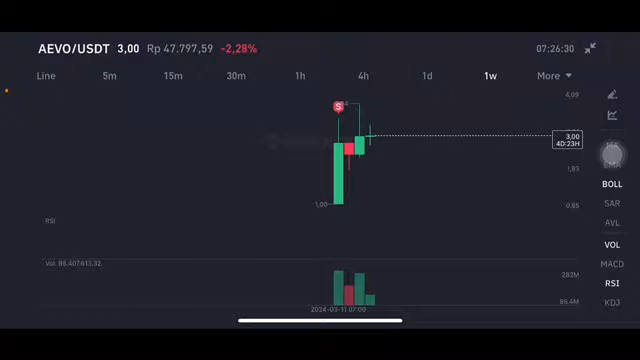 AEVO/USDT 3,00 Rp 47.797,59 -2,28% 07:26:30
Line 5m 15m 30m 1h 4h 1d 1w More
4,09
S
3,00
4D:23H
EMA
1,83
BOLL
1,00
0,65
SAR
RSI
AVL
VOL
Vol: 86.407.613,32
MACD
282M
RSI
86.4M
KDJ
2024-03-11 07:00